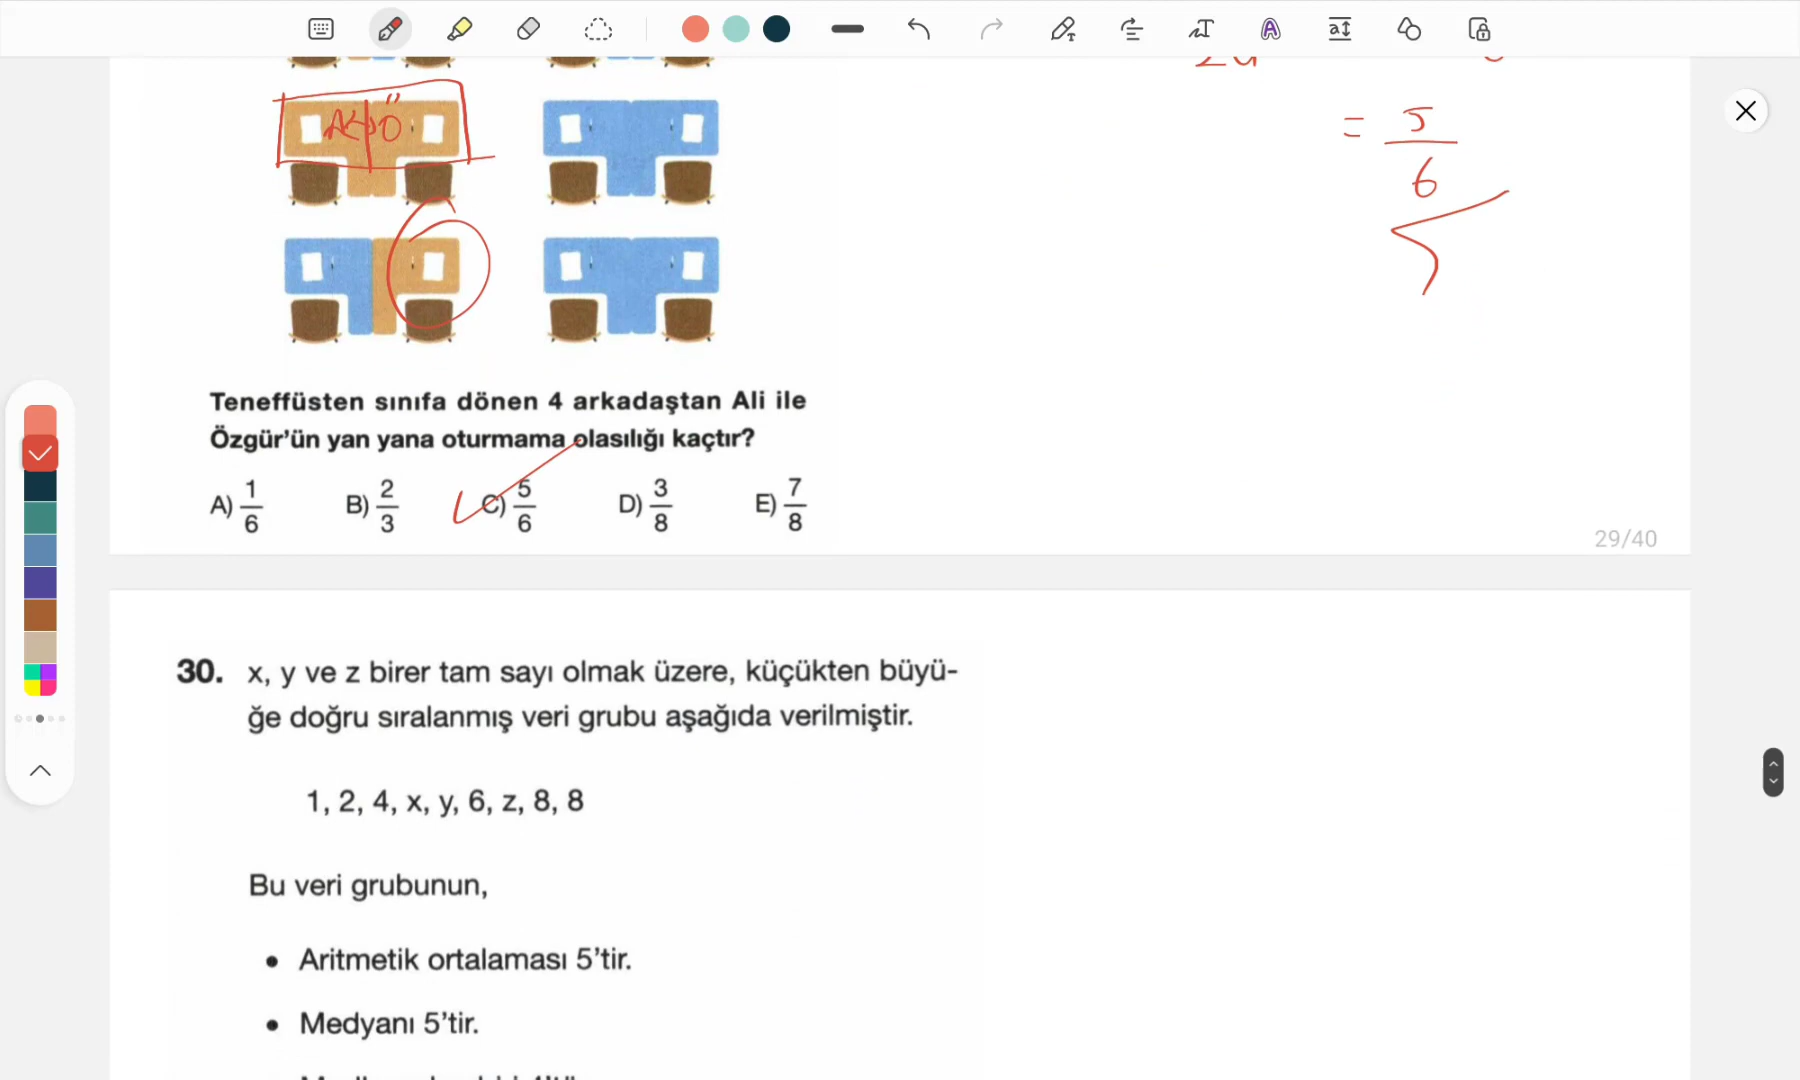 = 5/6
A Ö
Teneffüsten sınıfa dönen 4 arkadaştan Ali ile
Özgür'ün yan yana oturmama olasılığı kaçtır?
A) 1/6 B) 2/3 C) 5/6 D) 3/8 E) 7/8
29/40
30. x, y ve z birer tam sayı olmak üzere, küçükten büyü-
ğe doğru sıralanmış veri grubu aşağıda verilmiştir.
1, 2, 4, x, y, 6, z, 8, 8
Bu veri grubunun,
• Aritmetik ortalaması 5'tir.
• Medyanı 5'tir.